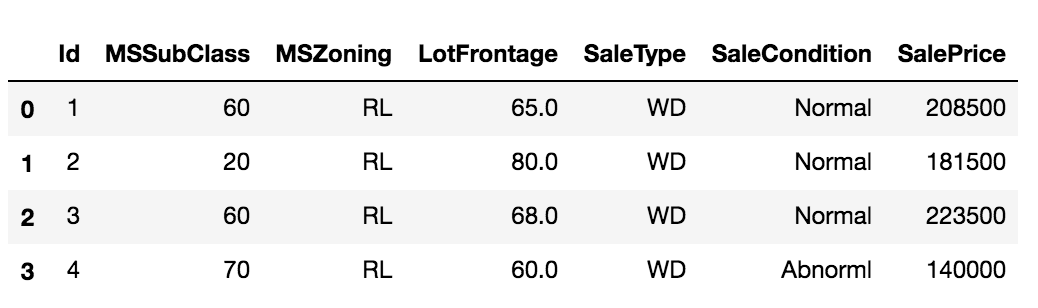 Id MSSubClass MSZoning LotFrontage SaleType SaleCondition SalePrice
0 1 60 RL 65.0 WD Normal 208500
1 2 20 RL 80.0 WD Normal 181500
2 3 60 RL 68.0 WD Normal 223500
3 4 70 RL 60.0 WD Abnorml 140000